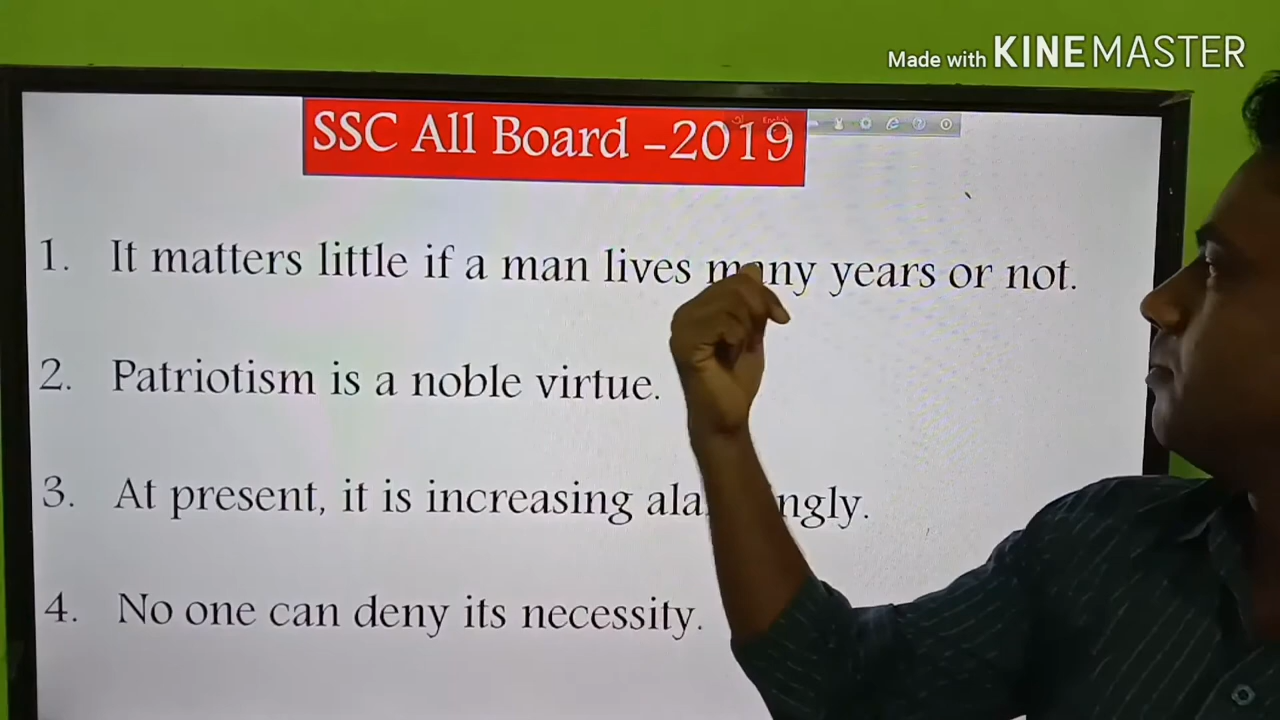 Made with KINEMASTER
SSC All Board -2019
1. It matters little if a man lives many years or not.
2. Patriotism is a noble virtue.
3. At present, it is increasing
4. No one can deny its necessity.